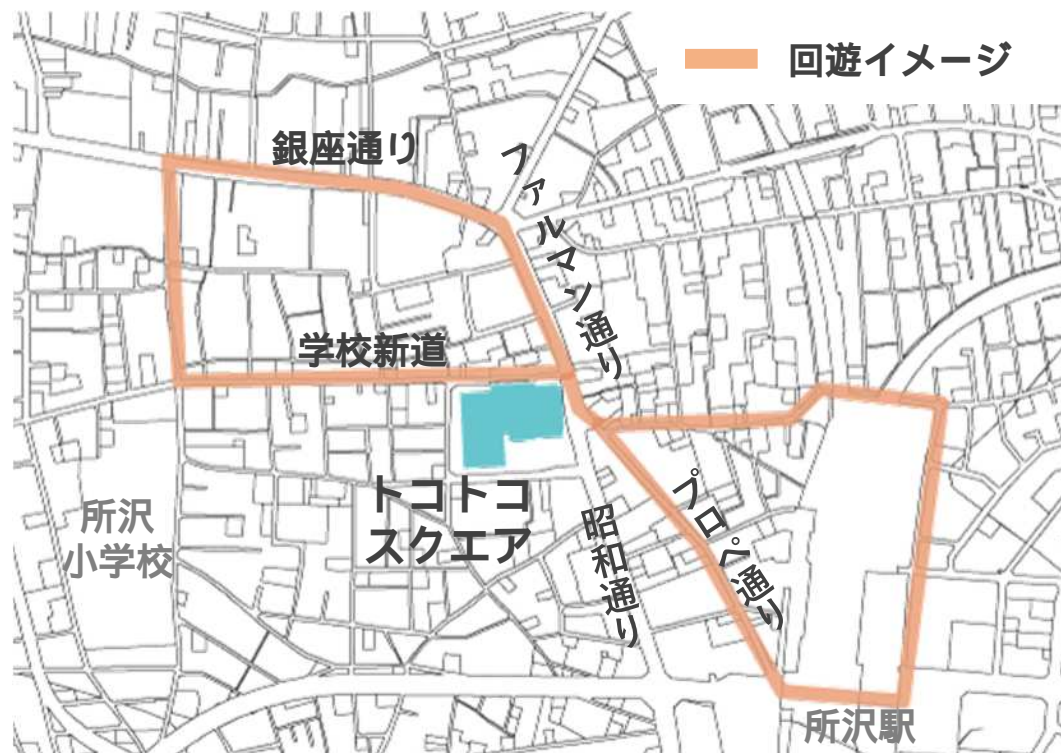 回遊イメージ
銀座通り
ファルマン通り
学校新道
トコトコ
スクエア
所沢
小学校
昭和通り
プロペ通り
所沢駅